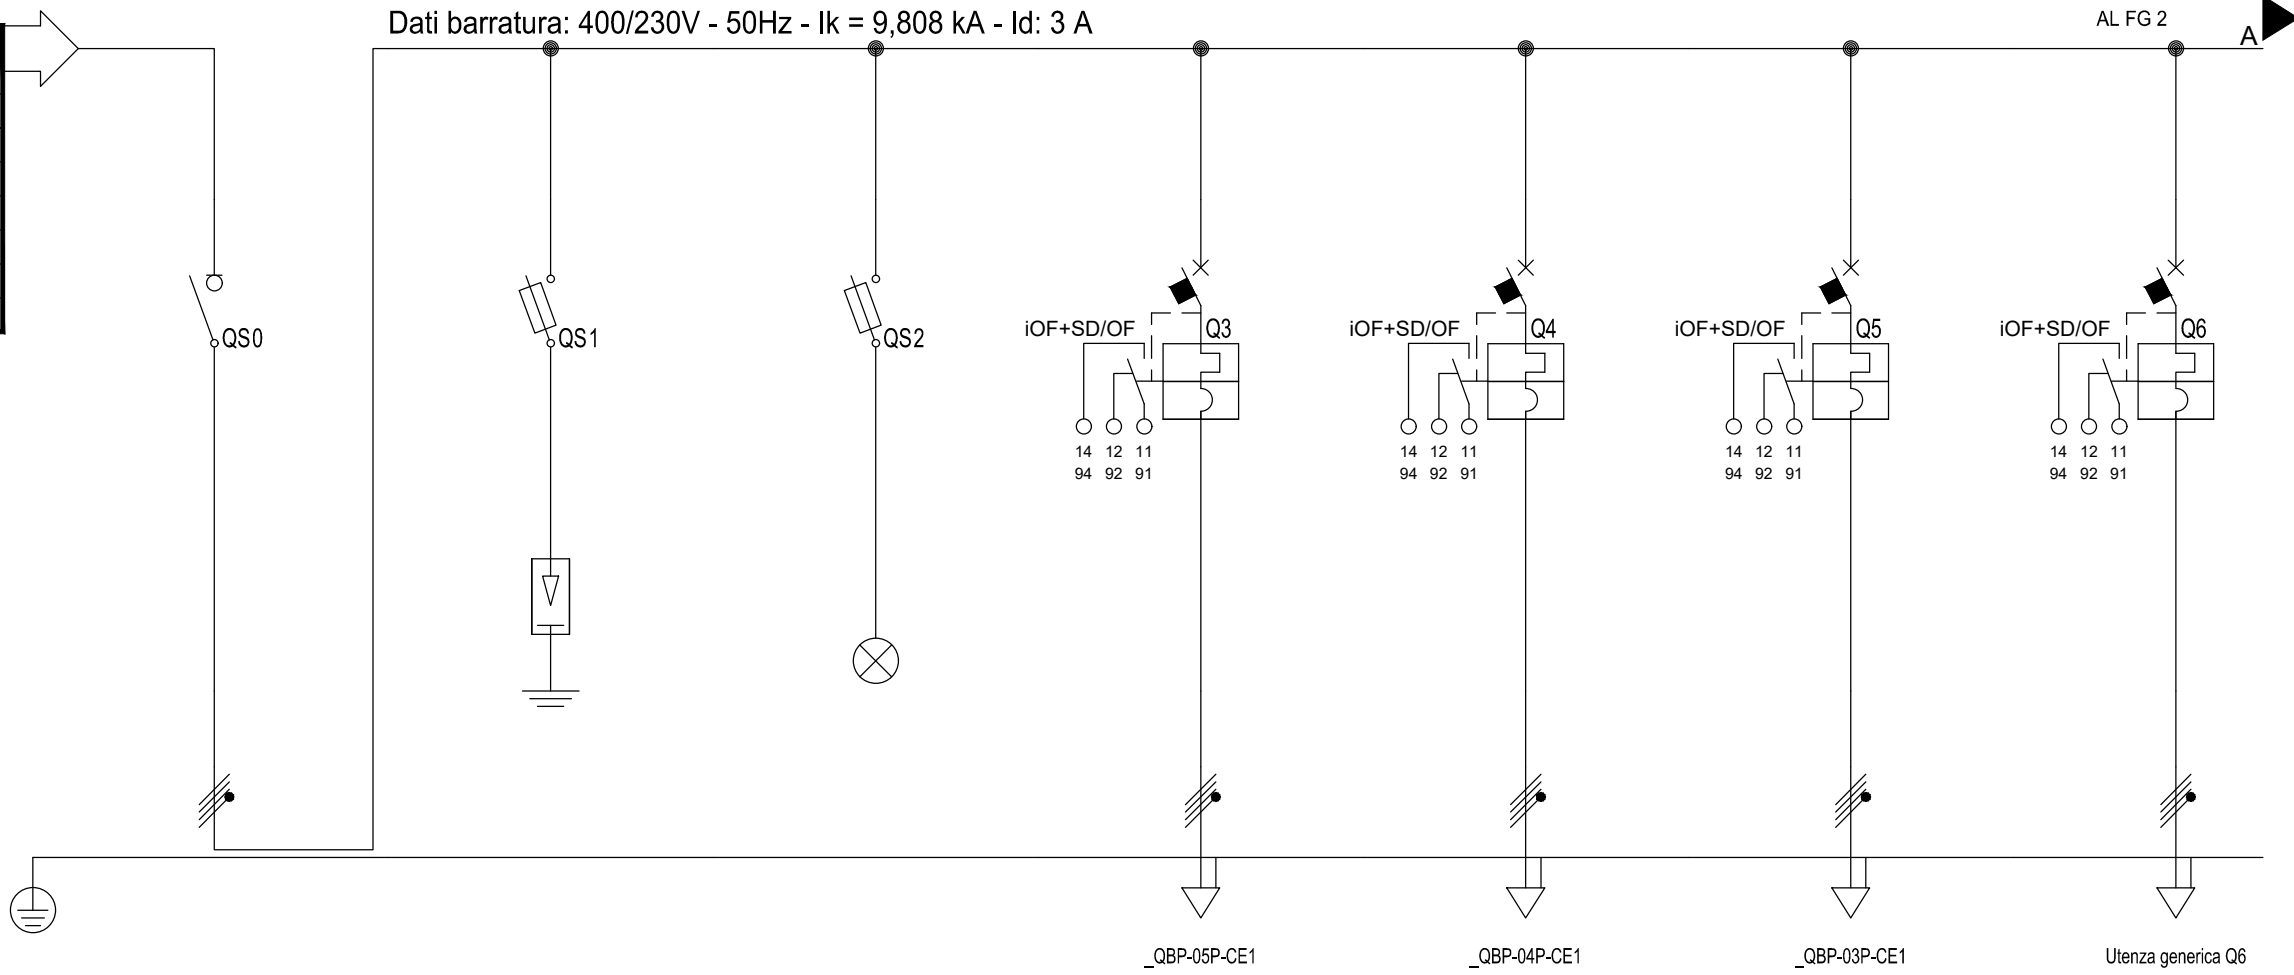 Dati barratura: 400/230V - 50Hz - Ik = 9,808 kA - Id: 3 A
AL FG 2
A
QS0
QS1
QS2
iOF+SD/OF
Q3
iOF+SD/OF
Q4
iOF+SD/OF
Q5
iOF+SD/OF
Q6
14 12 11
94 92 91
14 12 11
94 92 91
14 12 11
94 92 91
14 12 11
94 92 91
_QBP-05P-CE1
_QBP-04P-CE1
_QBP-03P-CE1
Utenza generica Q6